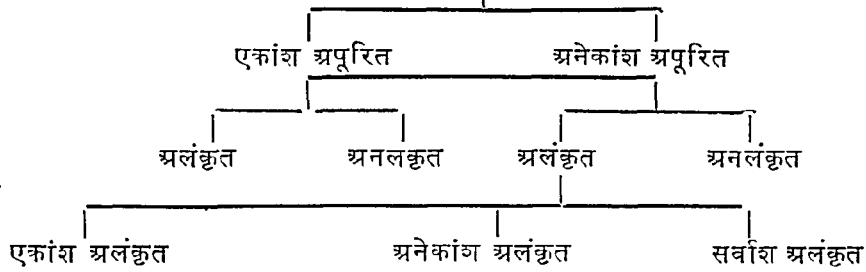 एकांश अपूरित अनेकांश अपूरित
अलंकृत अनलकृत अलंकृत अनलंकृत
एकांश अलंकृत अनेकांश अलंकृत सर्वांश अलंकृत